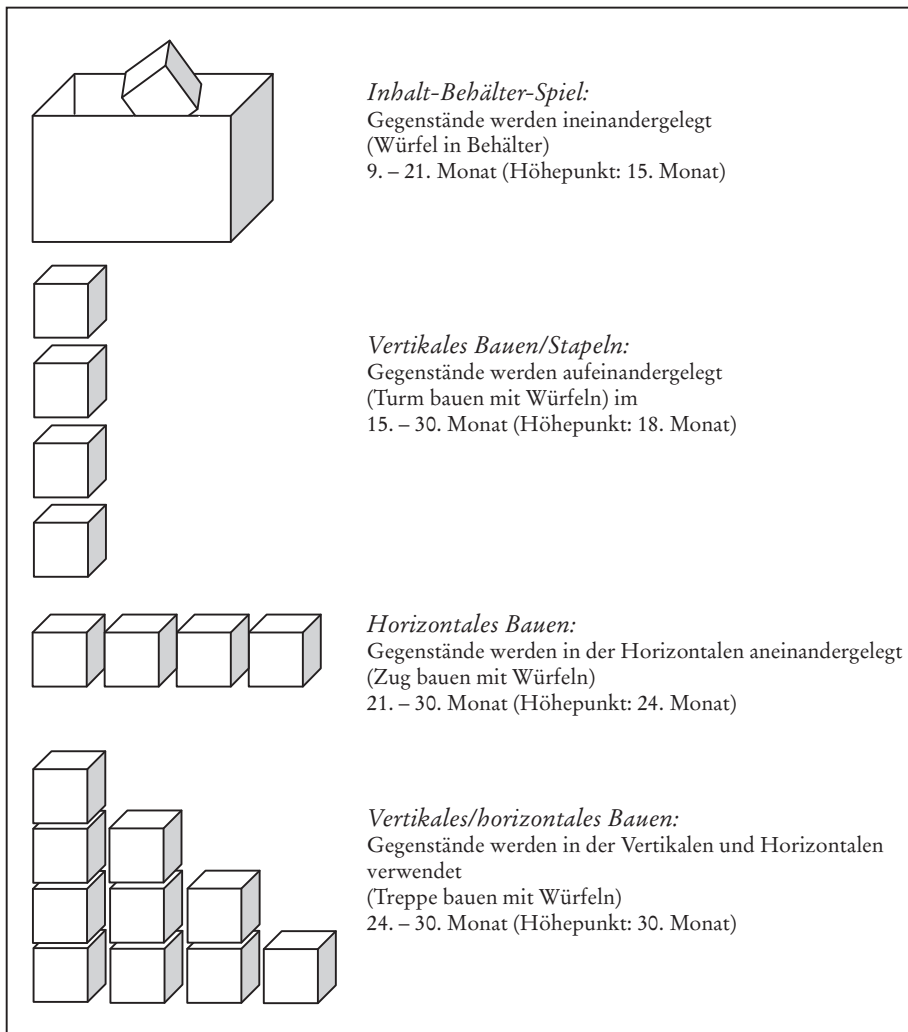 Inhalt-Behälter-Spiel:
Gegenstände werden ineinandergelegt
(Würfel in Behälter)
9. – 21. Monat (Höhepunkt: 15. Monat)
Vertikales Bauen/Stapeln:
Gegenstände werden aufeinandergelegt
(Turm bauen mit Würfeln) im
15. – 30. Monat (Höhepunkt: 18. Monat)
Horizontales Bauen:
Gegenstände werden in der Horizontalen aneinandergelegt
(Zug bauen mit Würfeln)
21. – 30. Monat (Höhepunkt: 24. Monat)
Vertikales/horizontales Bauen:
Gegenstände werden in der Vertikalen und Horizontalen
verwendet
(Treppe bauen mit Würfeln)
24. – 30. Monat (Höhepunkt: 30. Monat)